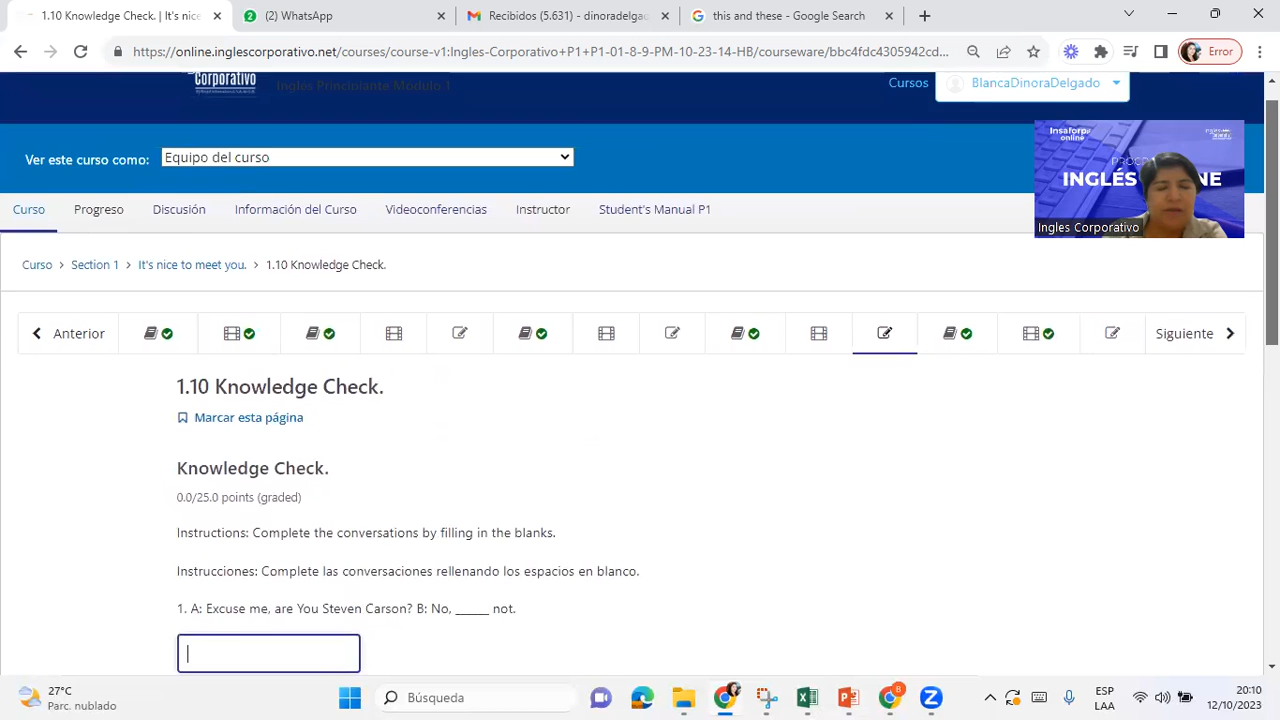 1.10 Knowledge Check. | It's nice
(2) WhatsApp
Recibidos (5.631) - dinoradelgad
this and these - Google Search
https://online.inglescorporativo.net/courses/course-v1:Ingles-Corporativo+P1+P1-01-8-9-PM-10-23-14-HB/courseware/bbc4fdc4305942cd...
Error
Corporativo
Inglés Principiante Módulo 1
Cursos
BlancaDinoraDelgado
Ver este curso como:
Equipo del curso
Insaforp
online
INGLÉS
NE
Ingles Corporativo
Curso
Progreso
Discusión
Información del Curso
Videoconferencias
Instructor
Student's Manual P1
Curso > Section 1 > It's nice to meet you. > 1.10 Knowledge Check.
Anterior
Siguiente
1.10 Knowledge Check.
Marcar esta página
Knowledge Check.
0.0/25.0 points (graded)
Instructions: Complete the conversations by filling in the blanks.
Instrucciones: Complete las conversaciones rellenando los espacios en blanco.
1. A: Excuse me, are You Steven Carson? B: No, _____ not.
27°C
Parc. nublado
Búsqueda
ESP
LAA
20:10
12/10/2023